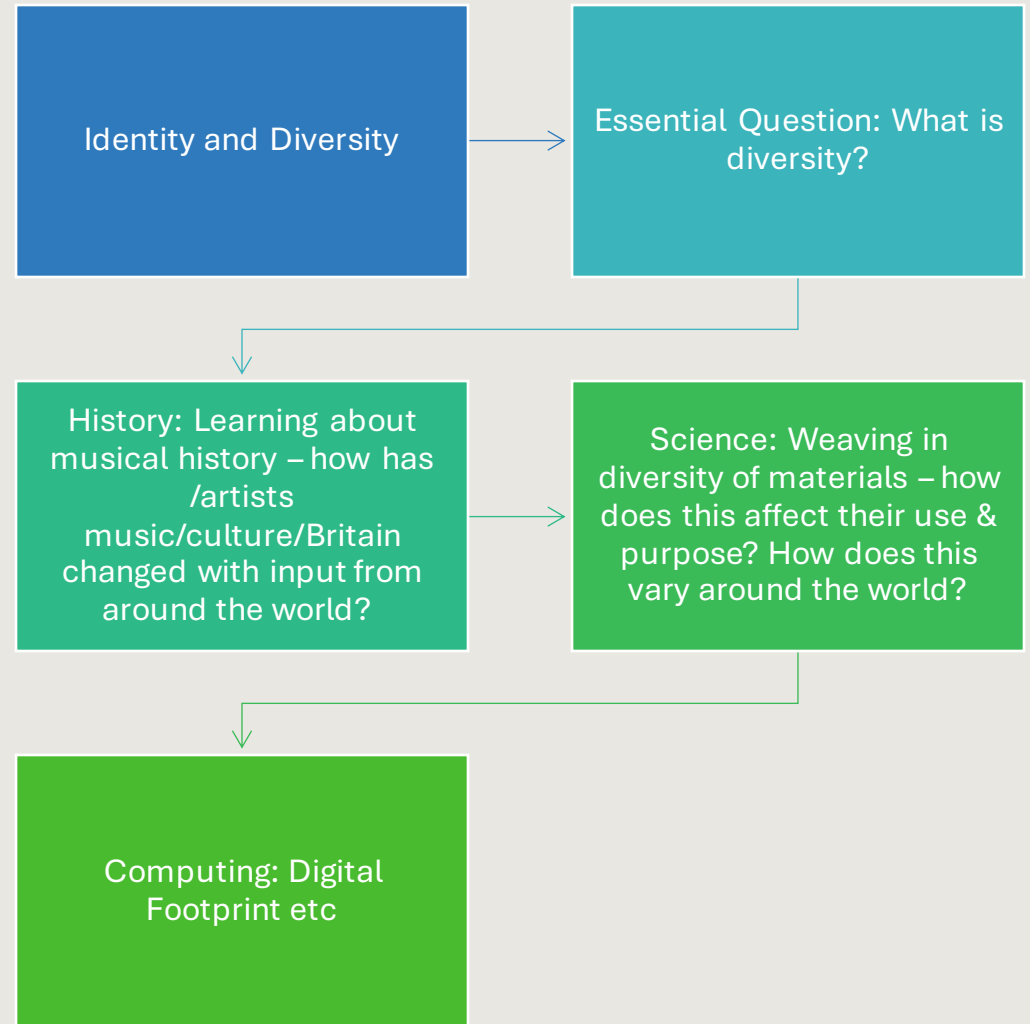 Identity and Diversity
Essential Question: What is
diversity?
History: Learning about
musical history – how has
/artists
music/culture/Britain
changed with input from
around the world?
Science: Weaving in
diversity of materials – how
does this affect their use &
purpose? How does this
vary around the world?
Computing: Digital
Footprint etc